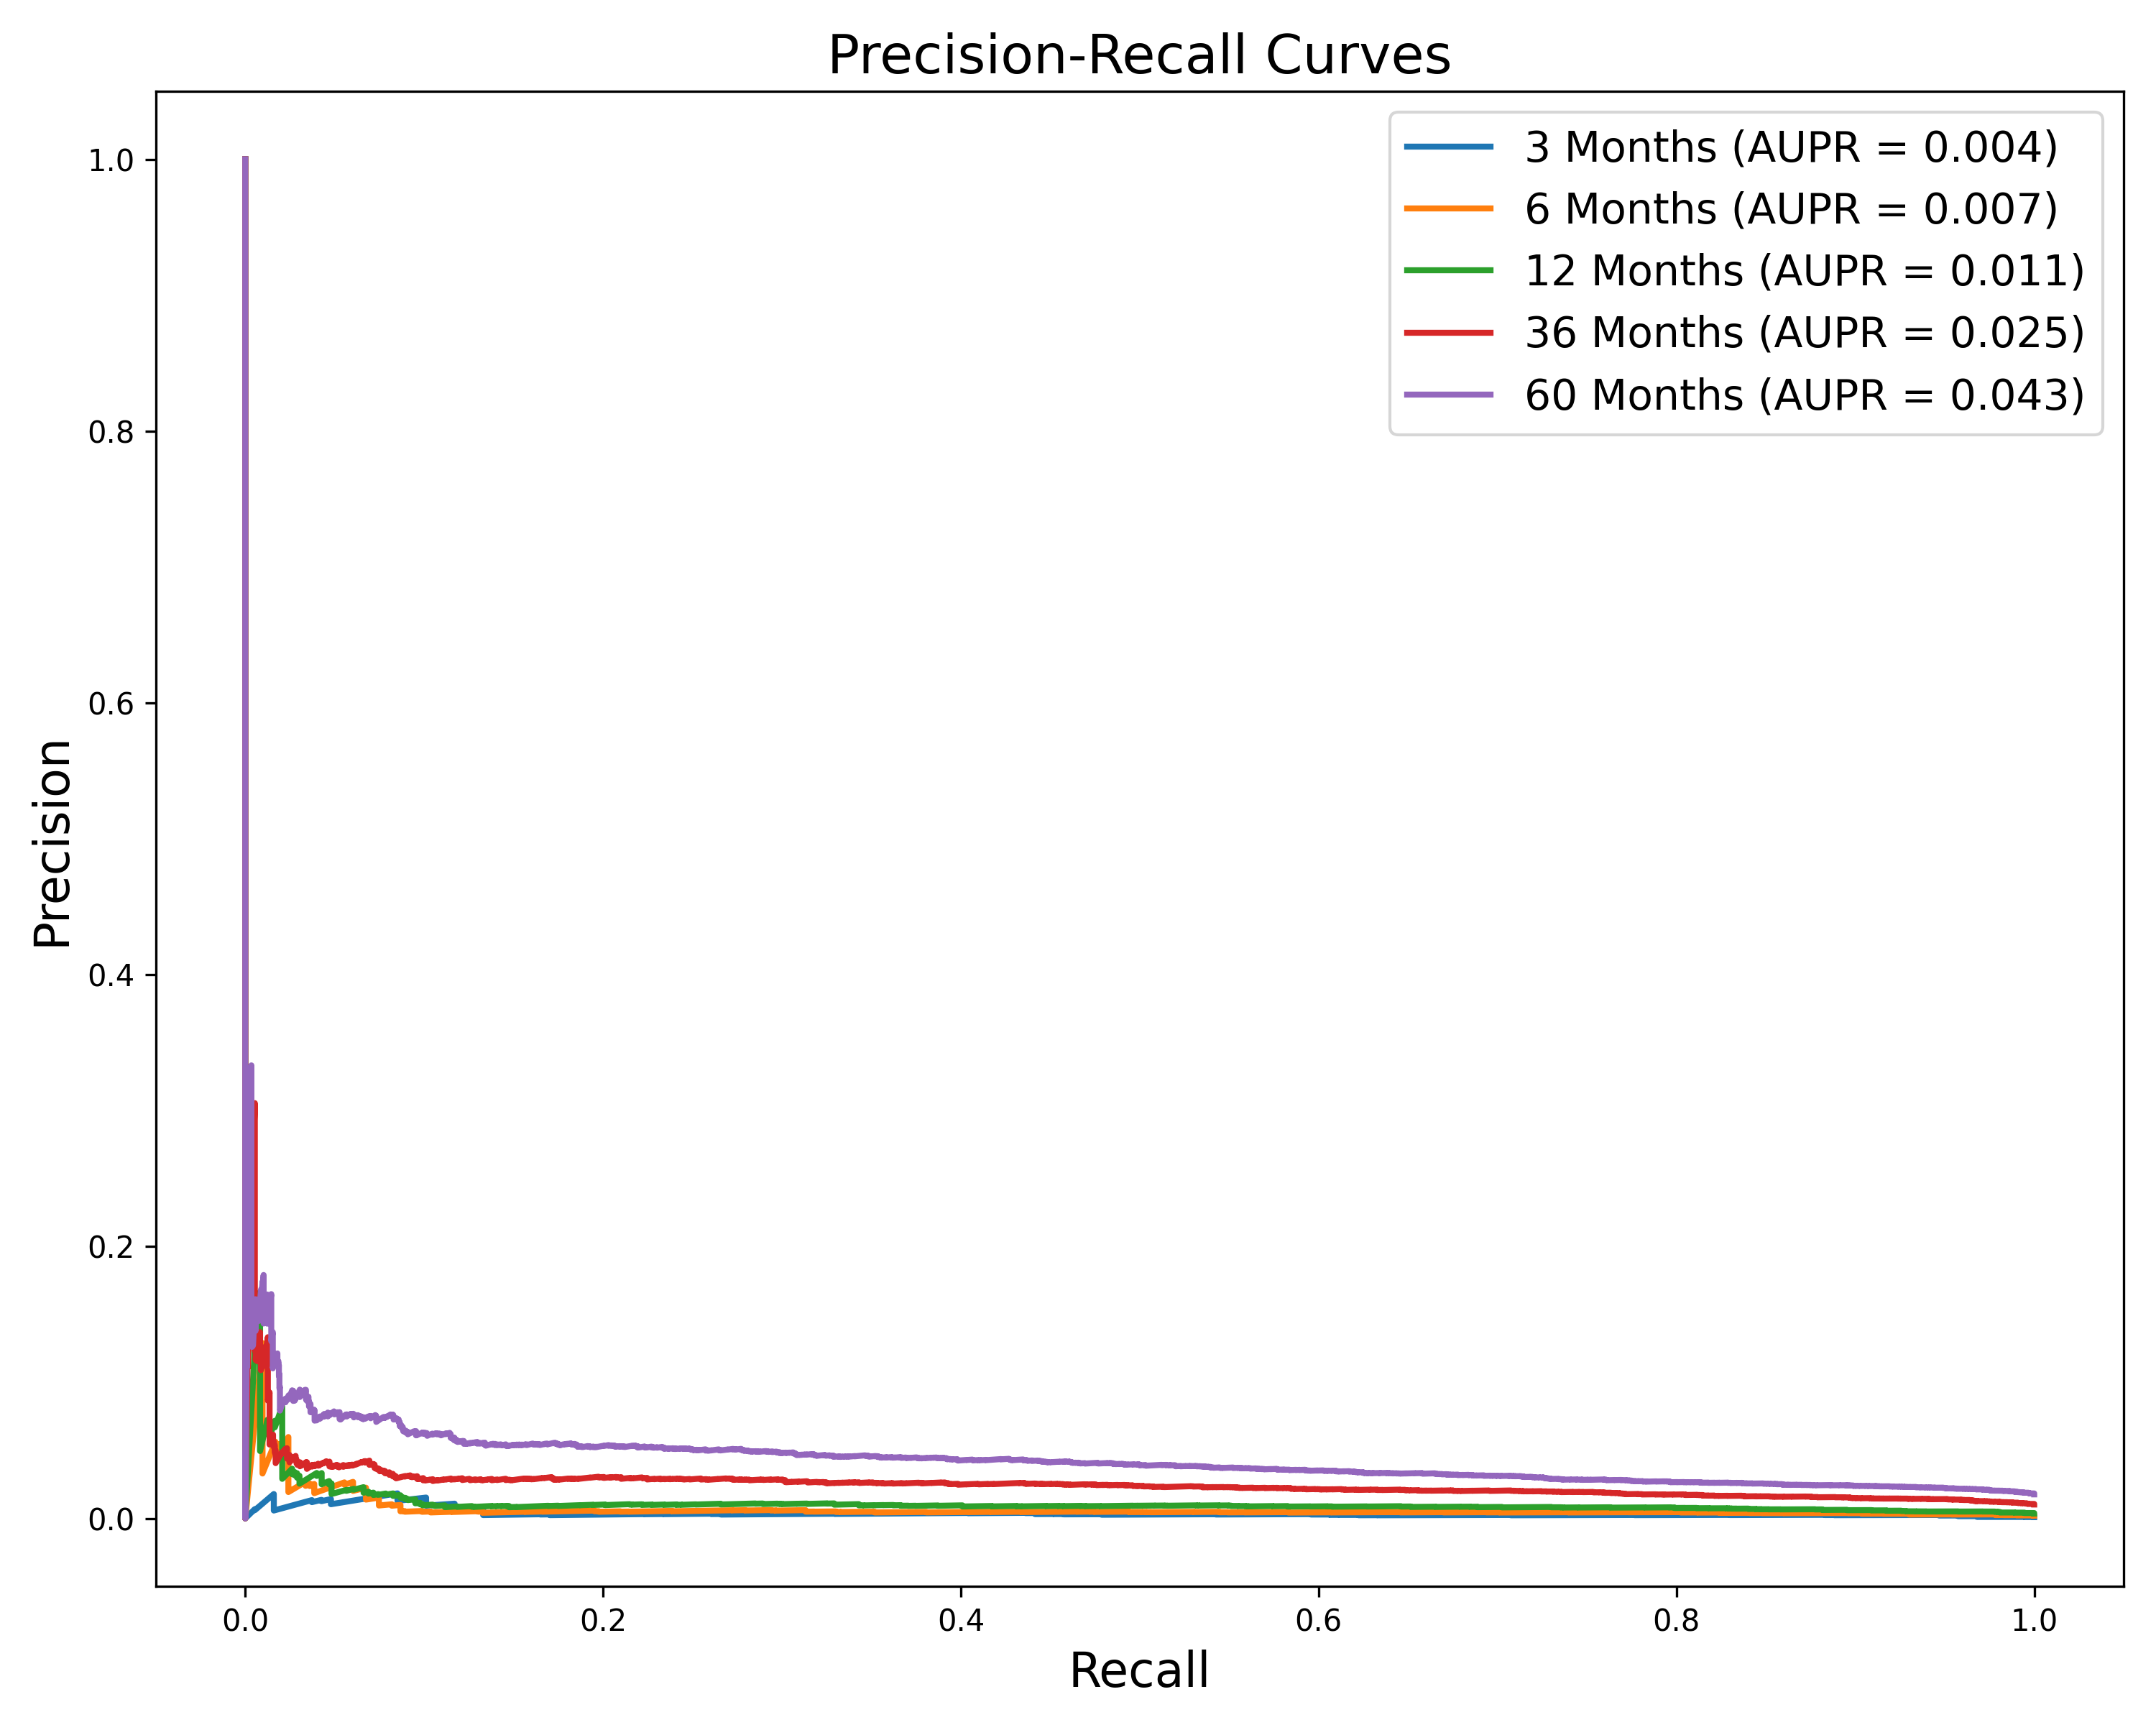 Precision-Recall Curves
3 Months (AUPR = 0.004)
6 Months (AUPR = 0.007)
12 Months (AUPR = 0.011)
36 Months (AUPR = 0.025)
60 Months (AUPR = 0.043)
Precision
1.0
0.8
0.6
0.4
0.2
0.0
0.0 0.2 0.4 0.6 0.8 1.0
Recall